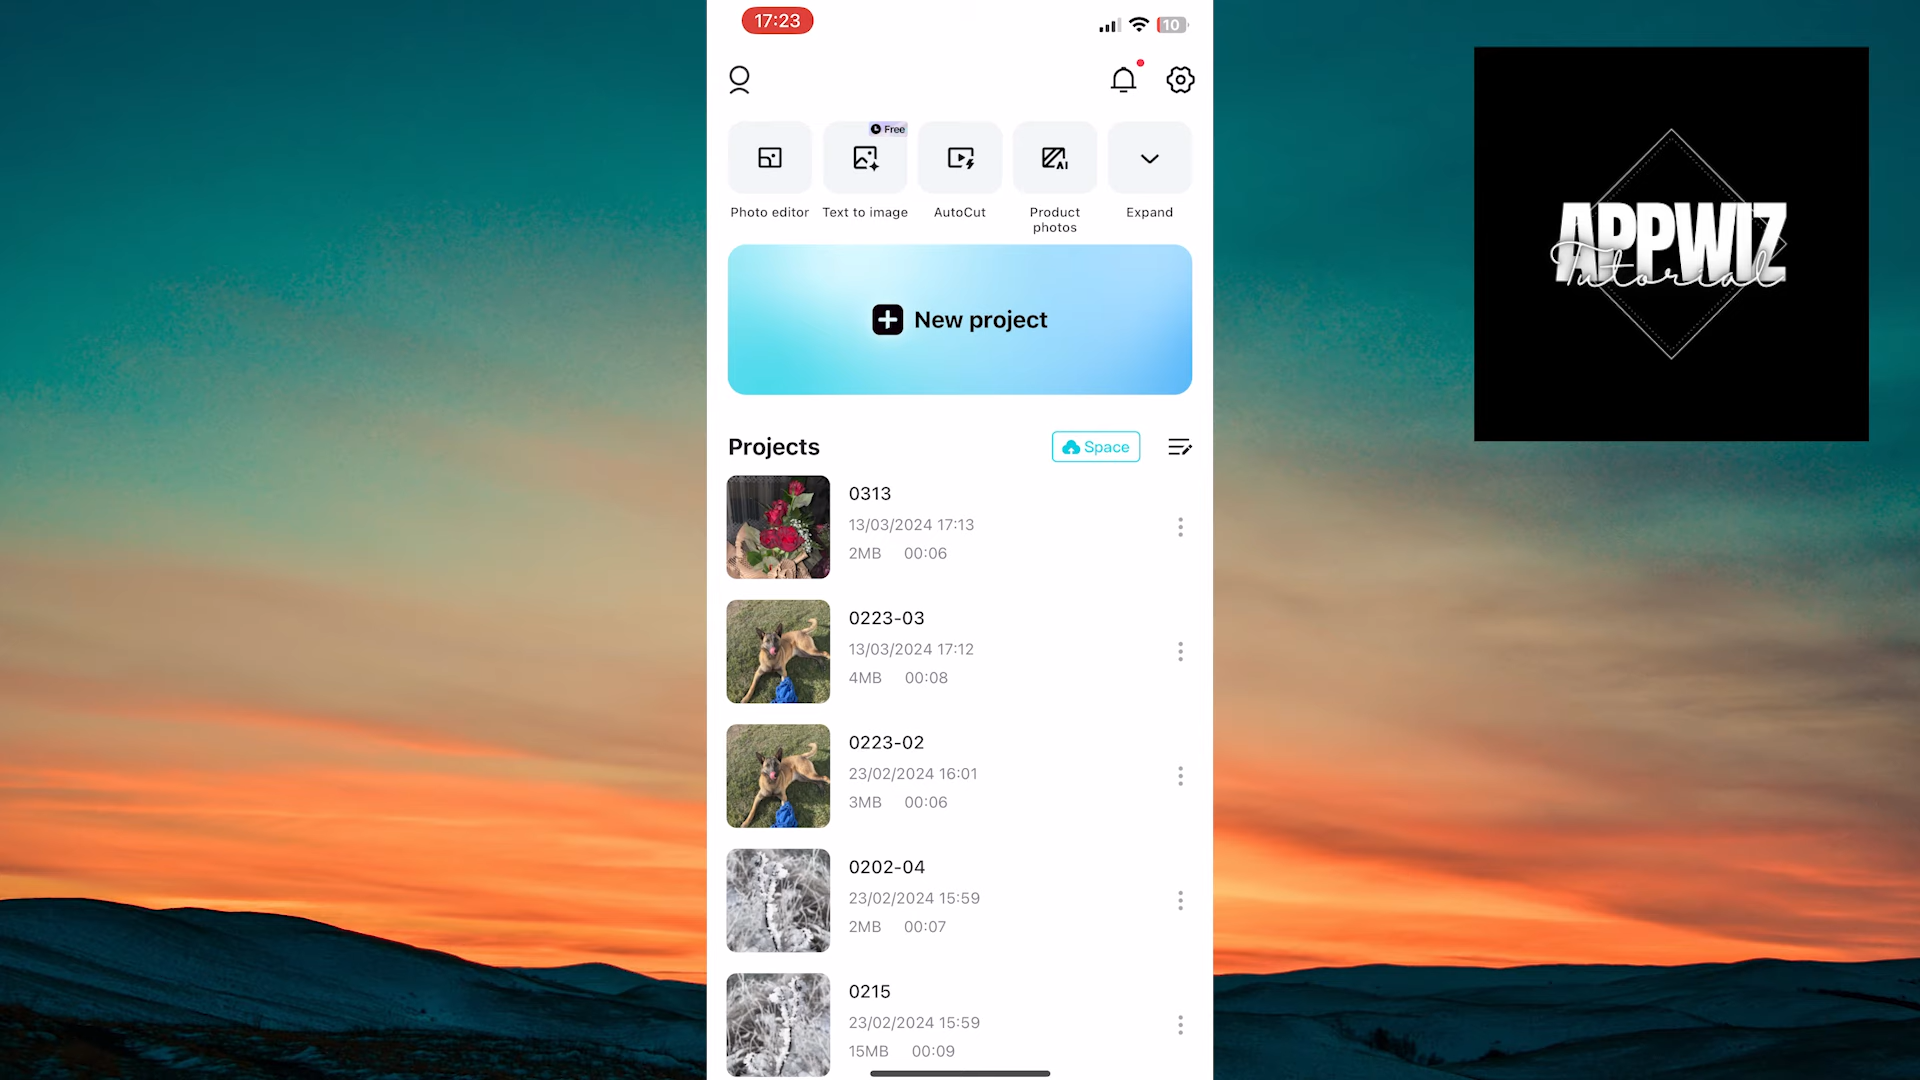 17:23
10
Free
Photo editor
Text to image
AutoCut
Product
photos
Expand
AI
New project
Projects
Space
0313
13/03/2024 17:13
2MB 00:06
0223-03
13/03/2024 17:12
4MB 00:08
0223-02
23/02/2024 16:01
3MB 00:06
0202-04
23/02/2024 15:59
2MB 00:07
0215
23/02/2024 15:59
15MB 00:09
APPWIZ
Tutorial